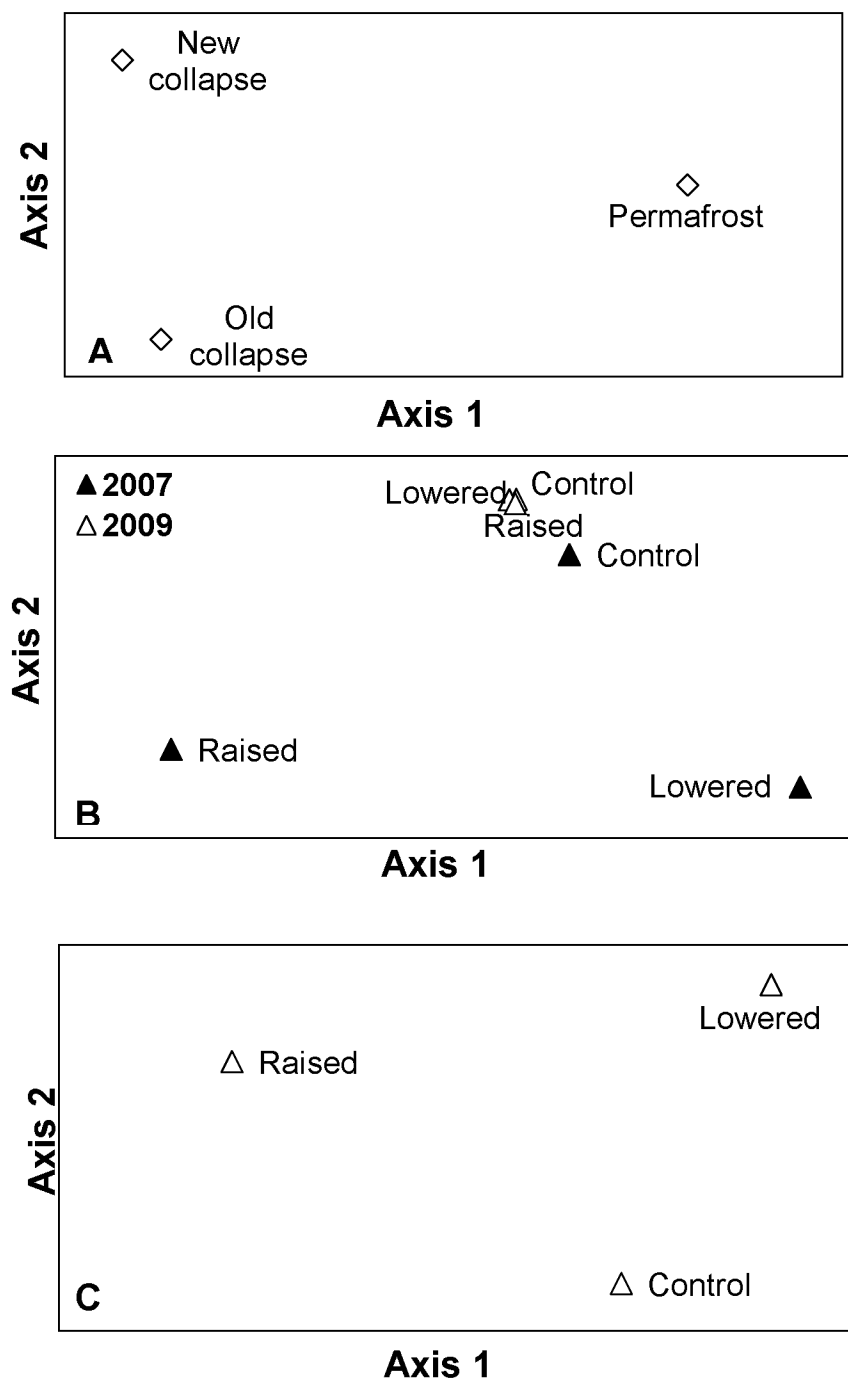 New
collapse
Axis 2
Permafrost
Old
collapse
A
Axis 1
2007
2009
Lowered
Control
Raised
Control
Axis 2
Raised
Lowered
B
Axis 1
Lowered
Raised
Axis 2
Control
C
Axis 1